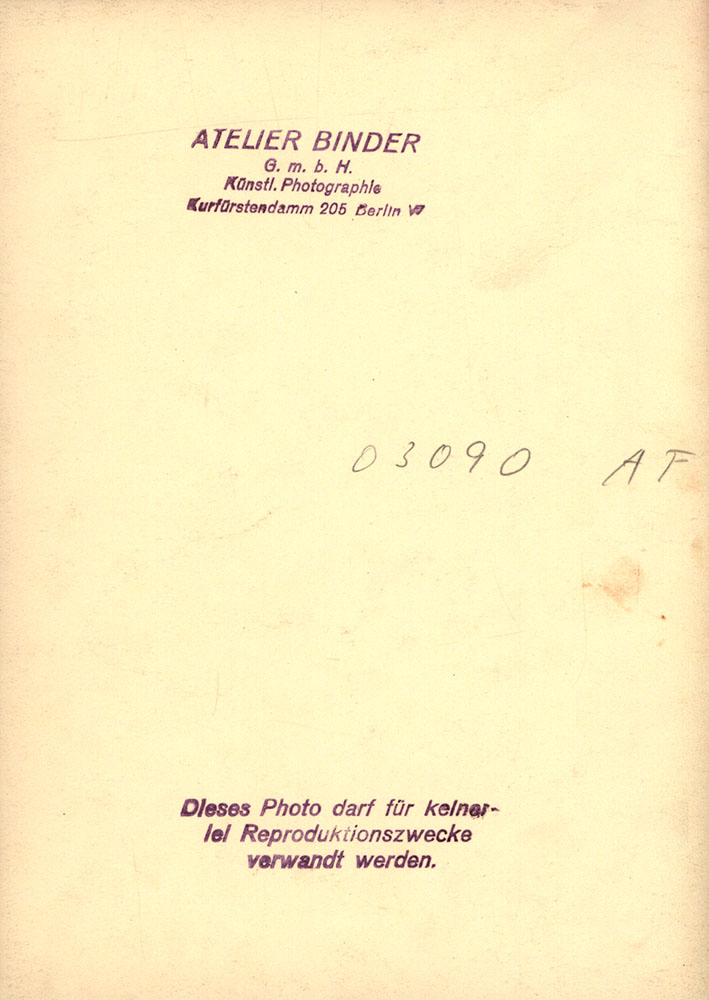 ATELIER BINDER
G. m. b. H.
Künstl. Photographie
Kurfürstendamm 205 Berlin W
03090 AF
Dieses Photo darf für keiner-
lei Reproduktionszwecke
verwandt werden.